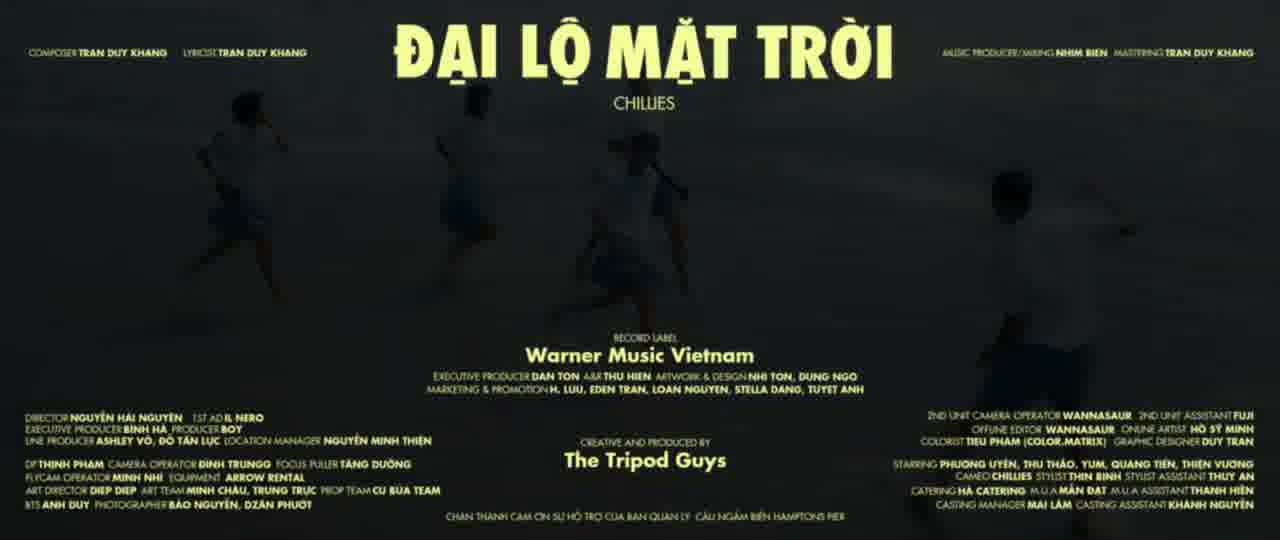 COMPOSER TRAN DUY KHANG LYRICIST TRAN DUY KHANG
ĐẠI LỘ MẶT TRỜI
CHILLIES
MUSIC PRODUCER/MIXING NHIM BIEN MASTERING TRAN DUY KHANG
RECORD LABEL
Warner Music Vietnam
EXECUTIVE PRODUCER DAN TON A&R THU HIEN ARTWORK & DESIGN NHI TON, DUNG NGO
MARKETING & PROMOTION H. LUU, EDEN TRAN, LOAN NGUYEN, STELLA DANG, TUYET ANH
DIRECTOR NGUYỄN HẢI NGUYÊN 1ST AD IL NERO
EXECUTIVE PRODUCER BÌNH HÀ PRODUCER BOY
LINE PRODUCER ASHLEY VÕ, ĐỖ TẤN LỰC LOCATION MANAGER NGUYỄN MINH THIỆN
DP THỊNH PHẠM CAMERA OPERATOR ĐÌNH TRUNGG FOCUS PULLER TĂNG DƯỠNG
FLYCAM OPERATOR MINH NHÍ EQUIPMENT ARROW RENTAL
ART DIRECTOR DIEP DIEP ART TEAM MINH CHÂU, TRUNG TRỰC PROP TEAM CU BUA TEAM
BTS ANH DUY PHOTOGRAPHER BẢO NGUYỄN, DZĂN PHƯỚT
CREATIVE AND PRODUCED BY
The Tripod Guys
CHÂN THÀNH CẢM ƠN SỰ HỖ TRỢ CỦA BAN QUẢN LÝ CẦU NGẮM BIỂN HAMPTONS PIER
2ND UNIT CAMERA OPERATOR WANNASAUR 2ND UNIT ASSISTANT FUJI
OFFLINE EDITOR WANNASAUR ONLINE ARTIST HỒ SỸ MINH
COLORIST TIEU PHAM (COLOR.MATRIX) GRAPHIC DESIGNER DUY TRAN
STARRING PHƯƠNG UYÊN, THU THẢO, YUM, QUANG TIẾN, THIỆN VƯƠNG
CAMEO CHILLIES STYLIST THIN BINH STYLIST ASSISTANT THUY AN
CATERING HÀ CATERING M.U.A MẪN ĐẠT M.U.A ASSISTANT THANH HIỀN
CASTING MANAGER MAI LÂM CASTING ASSISTANT KHÁNH NGUYÊN